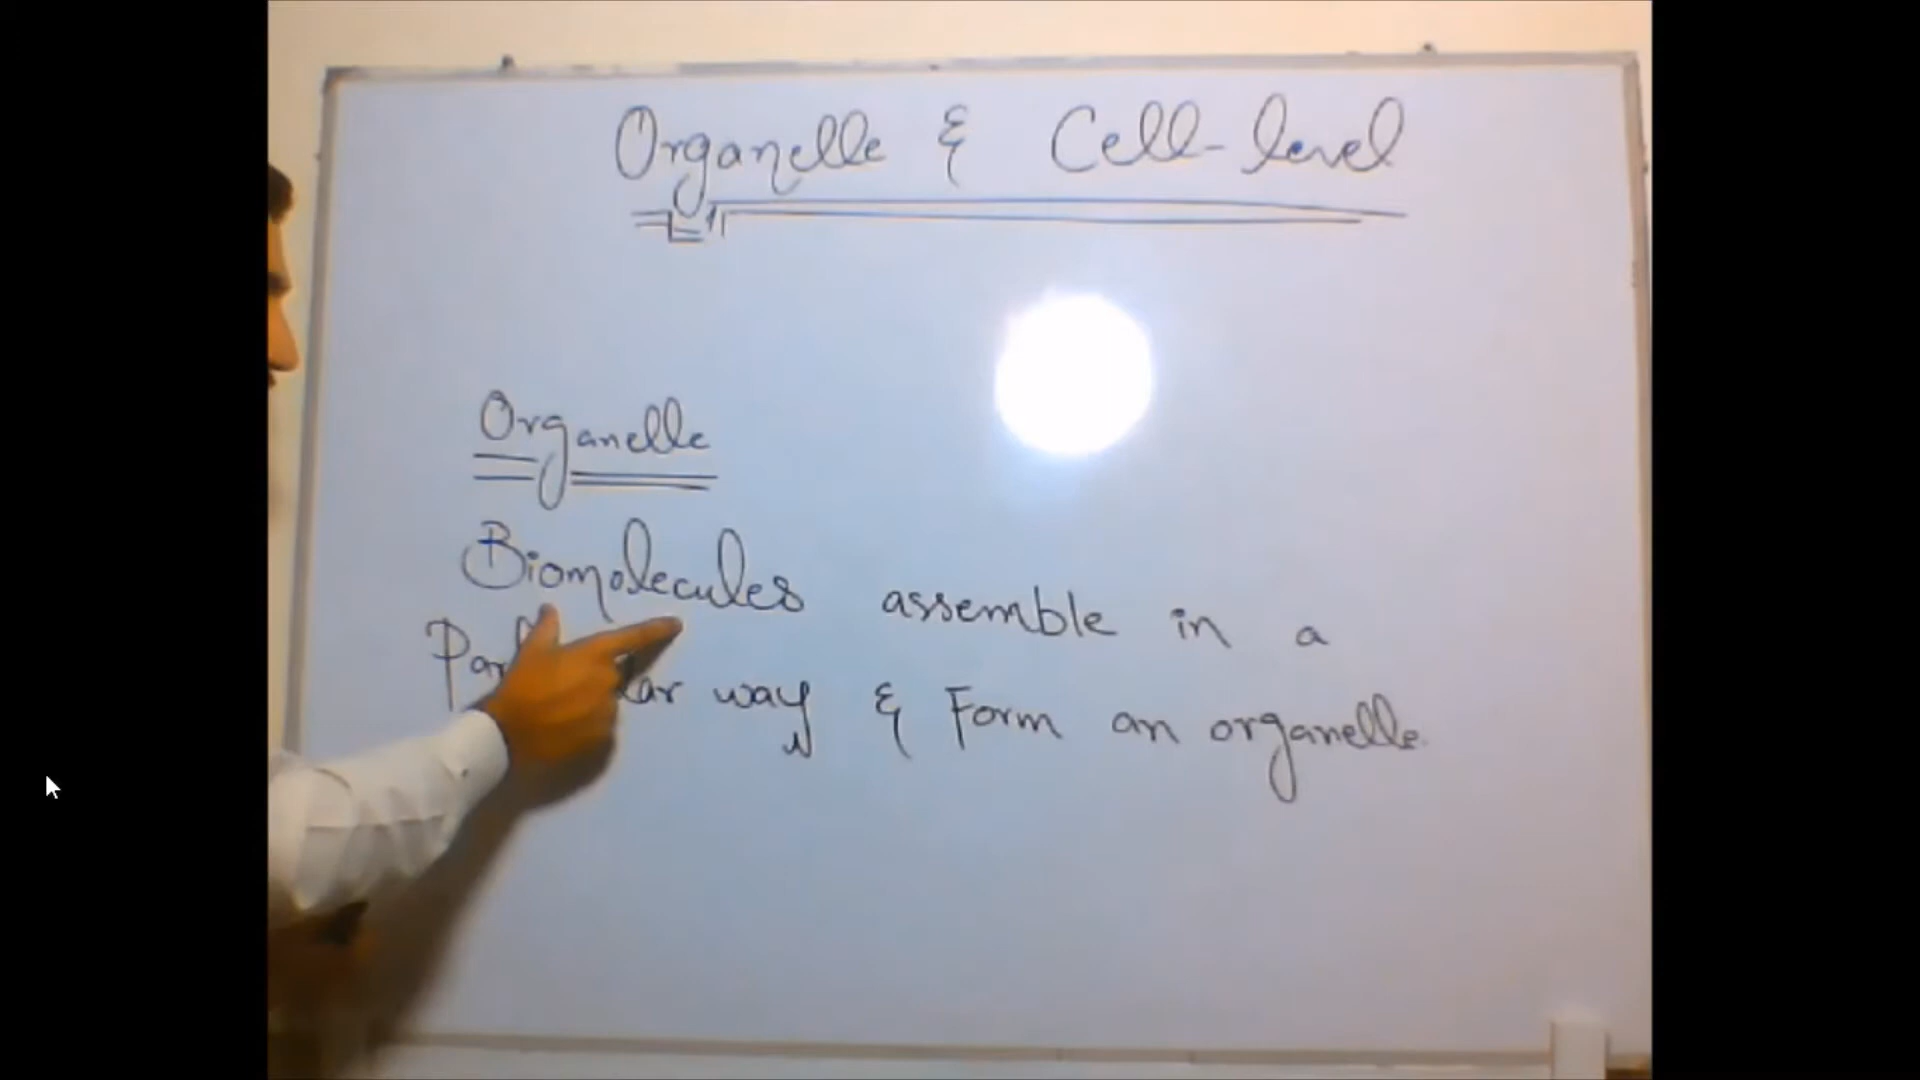 Organelle & Cell-level
Organelle
Biomolecules assemble in a
way & Form an organelle.